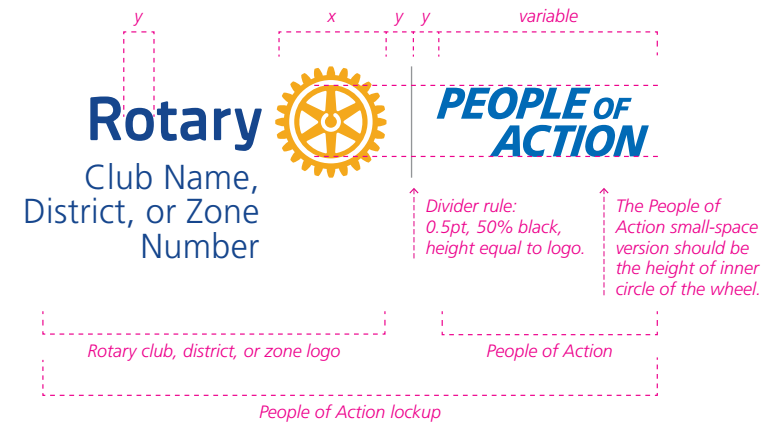 y
x
y
y
variable
Rotary
PEOPLE OF
ACTION
Club Name,
District, or Zone
Number
Divider rule:
0.5pt, 50% black,
height equal to logo.
The People of
Action small-space
version should be
the height of inner
circle of the wheel.
Rotary club, district, or zone logo
People of Action
People of Action lockup